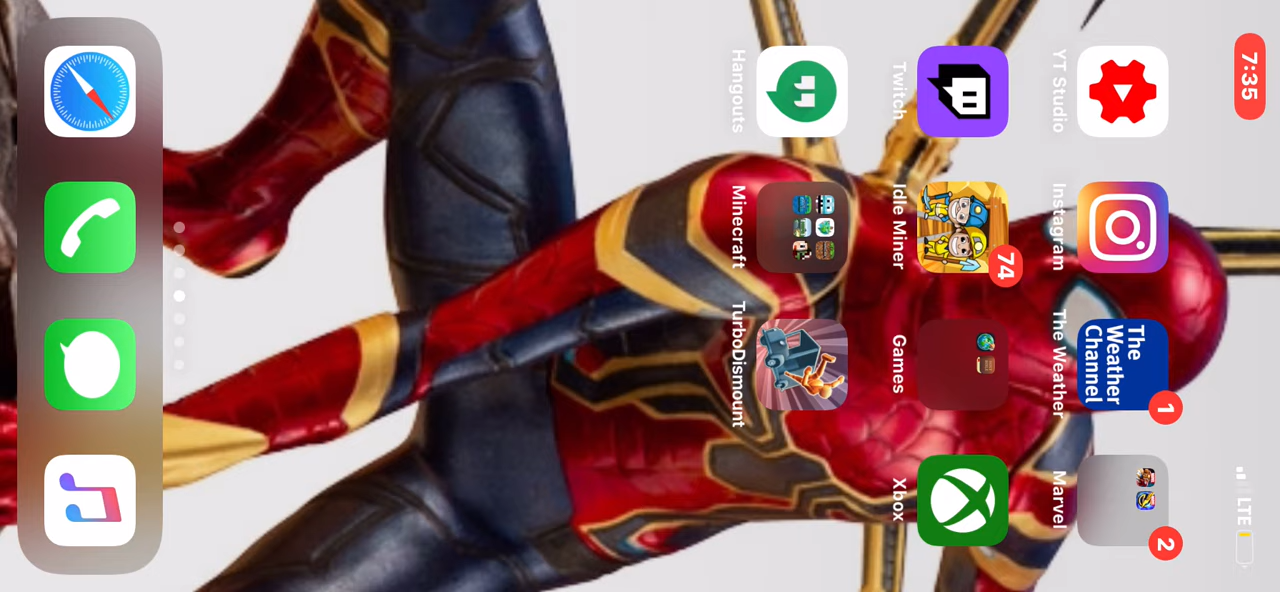 7:35
LTE
YT Studio
Instagram
The
Weather
Channel
1
The Weather
2
Marvel
Twitch
74
Idle Miner
Games
Xbox
Hangouts
Minecraft
TurboDismount